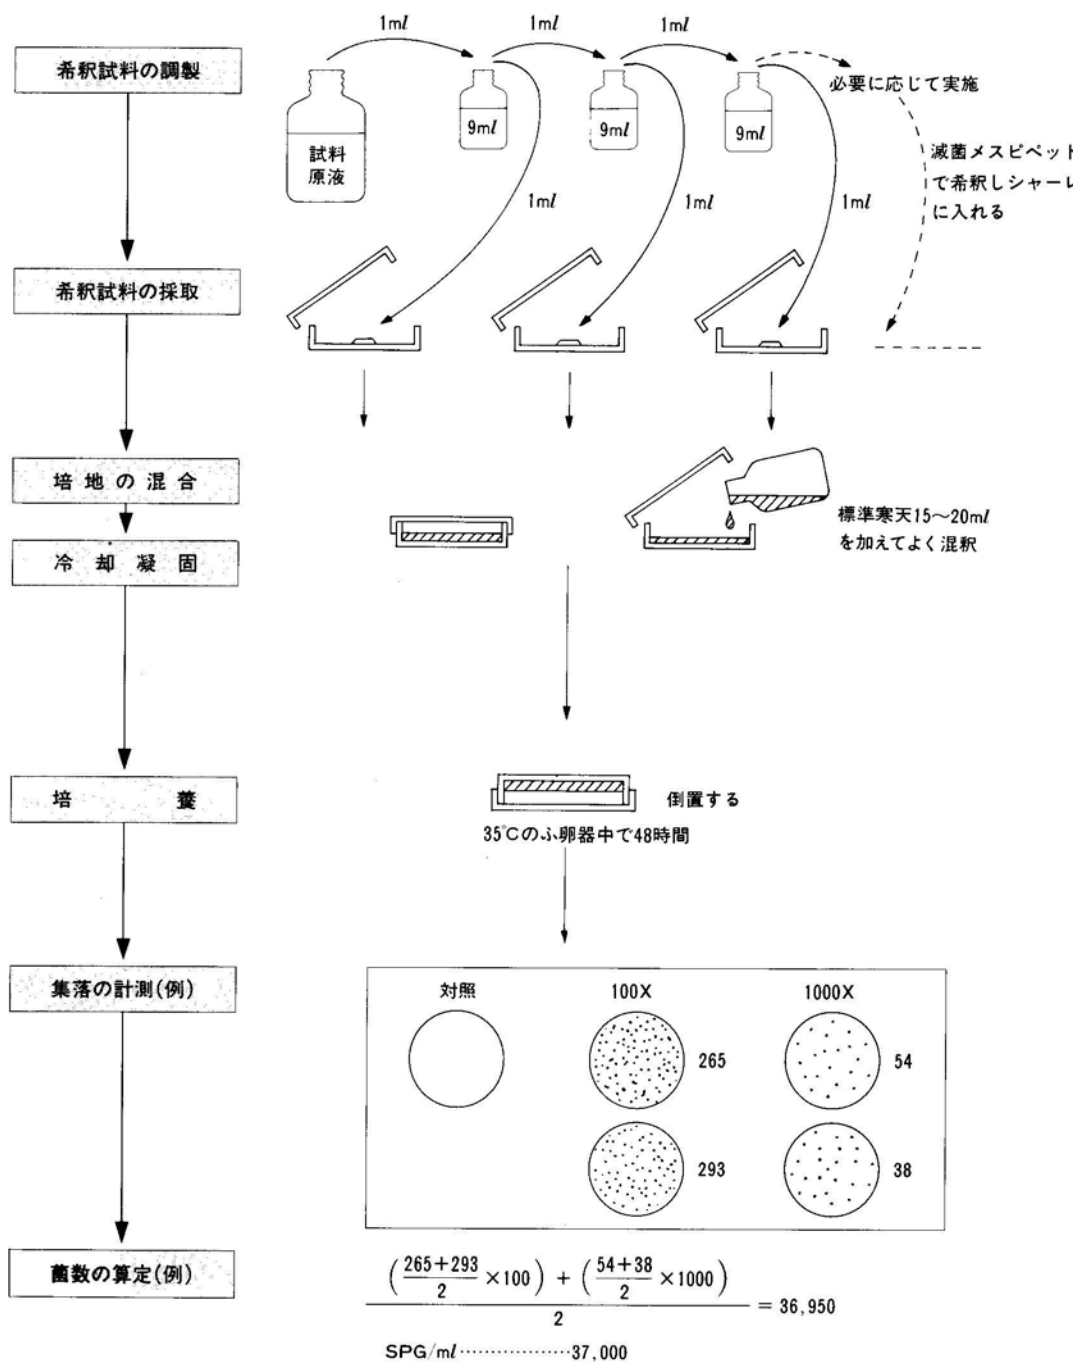 1ml
1ml
1ml
希釈試料の調製
試料
原液
9ml
9ml
9ml
必要に応じて実施
滅菌メスピペット
で希釈しシャーレ
に入れる
1ml
1ml
1ml
希釈試料の採取
培地の混合
標準寒天15〜20ml
を加えてよく混釈
冷却凝固
培養
倒置する
35℃のふ卵器中で48時間
集落の計測(例)
対照
100X
1000X
265
54
293
38
菌数の算定(例)
(265+293/2 ×100) + (54+38/2 ×1000)
2
= 36,950
SPG/ml··················37,000